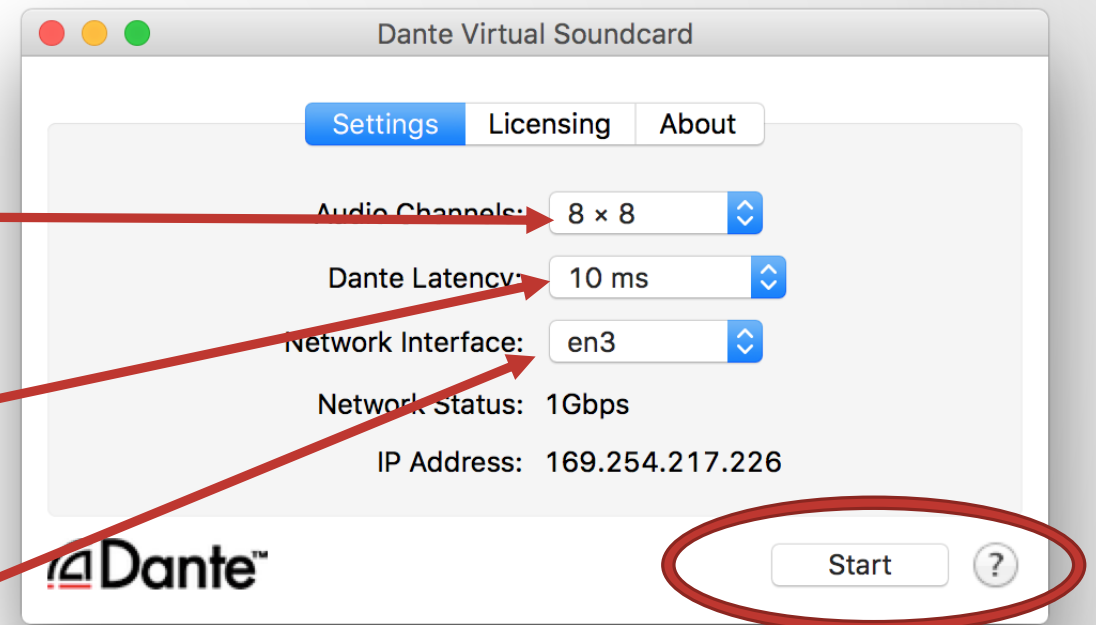 Dante Virtual Soundcard
Settings Licensing About
Audio Channels: 8 × 8
Dante Latency: 10 ms
Network Interface: en3
Network Status: 1Gbps
IP Address: 169.254.217.226
Dante™ Start ?